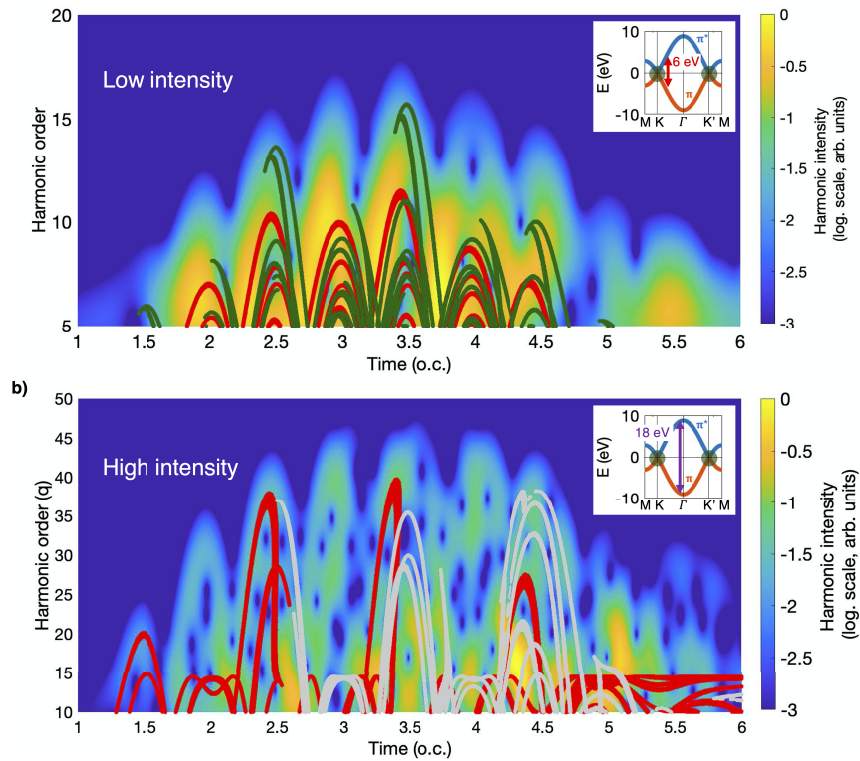 20
15
10
5
Harmonic order
Low intensity
1 1.5 2 2.5 3 3.5 4 4.5 5 5.5 6
Time (o.c.)
10
0
-10
E (eV)
π*
6 eV
π
M K Γ K' M
0
-0.5
-1
-1.5
-2
-2.5
-3
Harmonic intensity
(log. scale, arb. units)
b)
50
45
40
35
30
25
20
15
10
Harmonic order (q)
High intensity
1 1.5 2 2.5 3 3.5 4 4.5 5 5.5 6
Time (o.c.)
10
0
-10
E (eV)
π*
18 eV
π
M K Γ K' M
0
-0.5
-1
-1.5
-2
-2.5
-3
Harmonic intensity
(log. scale, arb. units)